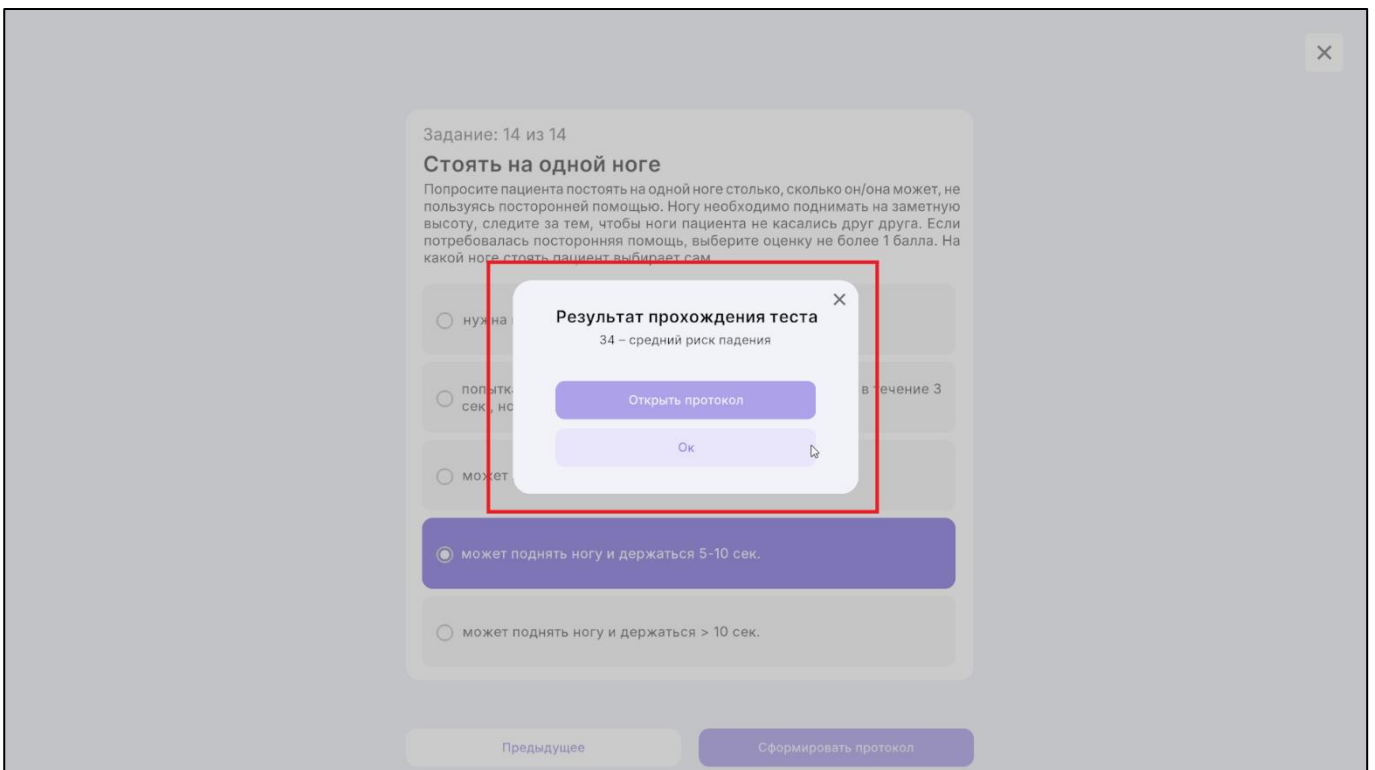 Задание: 14 из 14
Стоять на одной ноге
Попросите пациента постоять на одной ноге столько, сколько он/она может, не
пользуясь посторонней помощью. Ногу необходимо поднимать на заметную
высоту, следите за тем, чтобы ноги пациента не касались друг друга. Если
потребовалась посторонняя помощь, выберите оценку не более 1 балла. На
какой ноге стоять пациент выбирает сам
Результат прохождения теста
34 – средний риск падения
Открыть протокол
Ок
нужна
в течение 3
сек., но
может
может поднять ногу и держаться 5-10 сек.
может поднять ногу и держаться > 10 сек.
Предыдущее
Сформировать протокол